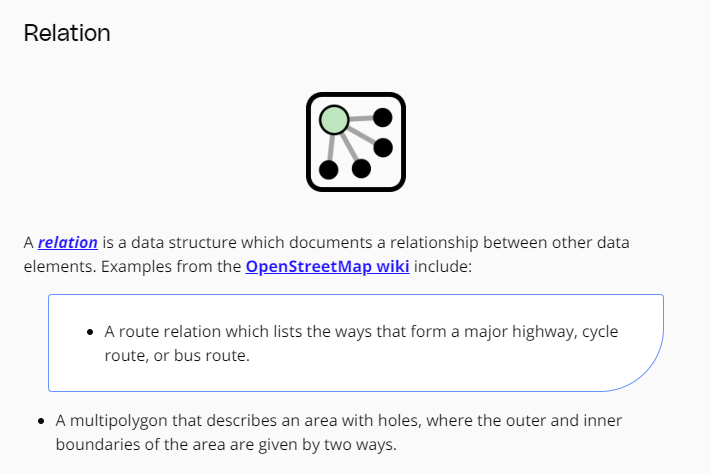 Relation
A relation is a data structure which documents a relationship between other data
elements. Examples from the OpenStreetMap wiki include:
• A route relation which lists the ways that form a major highway, cycle
route, or bus route.
• A multipolygon that describes an area with holes, where the outer and inner
boundaries of the area are given by two ways.